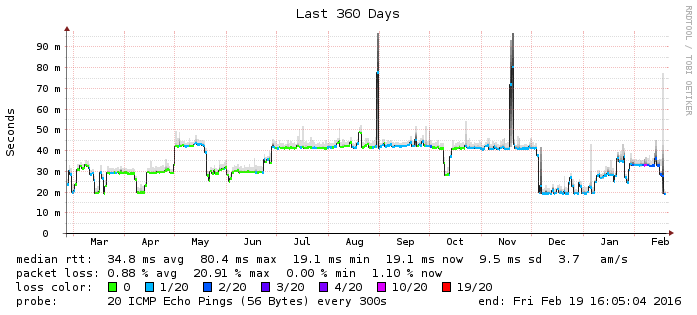 Last 360 Days
RRDTOOL / TOBI OETIKER
Seconds
90 m
80 m
70 m
60 m
50 m
40 m
30 m
20 m
10 m
0
Mar Apr May Jun Jul Aug Sep Oct Nov Dec Jan Feb
median rtt: 34.8 ms avg 80.4 ms max 19.1 ms min 19.1 ms now 9.5 ms sd 3.7 am/s
packet loss: 0.88 % avg 20.91 % max 0.00 % min 1.10 % now
loss color: 0 1/20 2/20 3/20 4/20 10/20 19/20
probe: 20 ICMP Echo Pings (56 Bytes) every 300s end: Fri Feb 19 16:05:04 2016